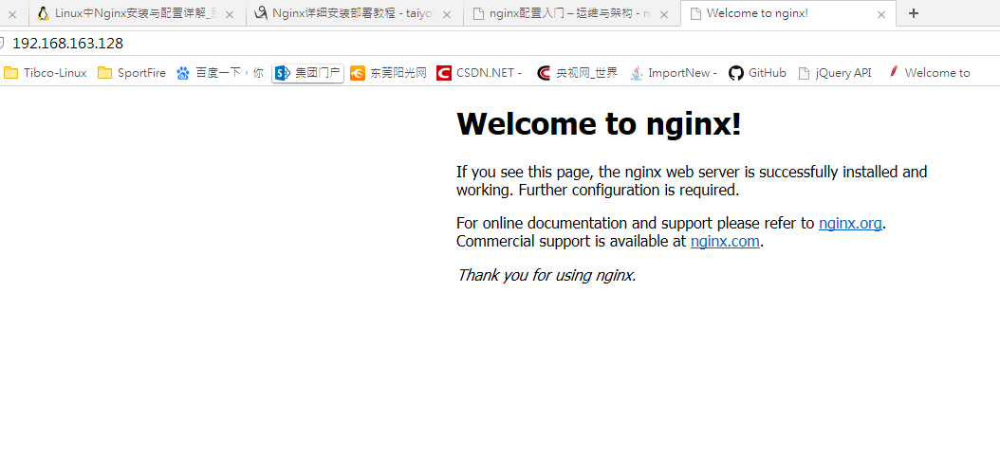 Linux中Nginx安装与配置详解_
Nginx详细安装部署教程 - taiyo
nginx配置入门 – 运维与架构 - n
Welcome to nginx!
192.168.163.128
Tibco-Linux
SportFire
百度一下，你
集团门户
东莞阳光网
CSDN.NET -
央视网_世界
ImportNew -
GitHub
jQuery API
Welcome to
Welcome to nginx!
If you see this page, the nginx web server is successfully installed and
working. Further configuration is required.
For online documentation and support please refer to nginx.org.
Commercial support is available at nginx.com.
Thank you for using nginx.